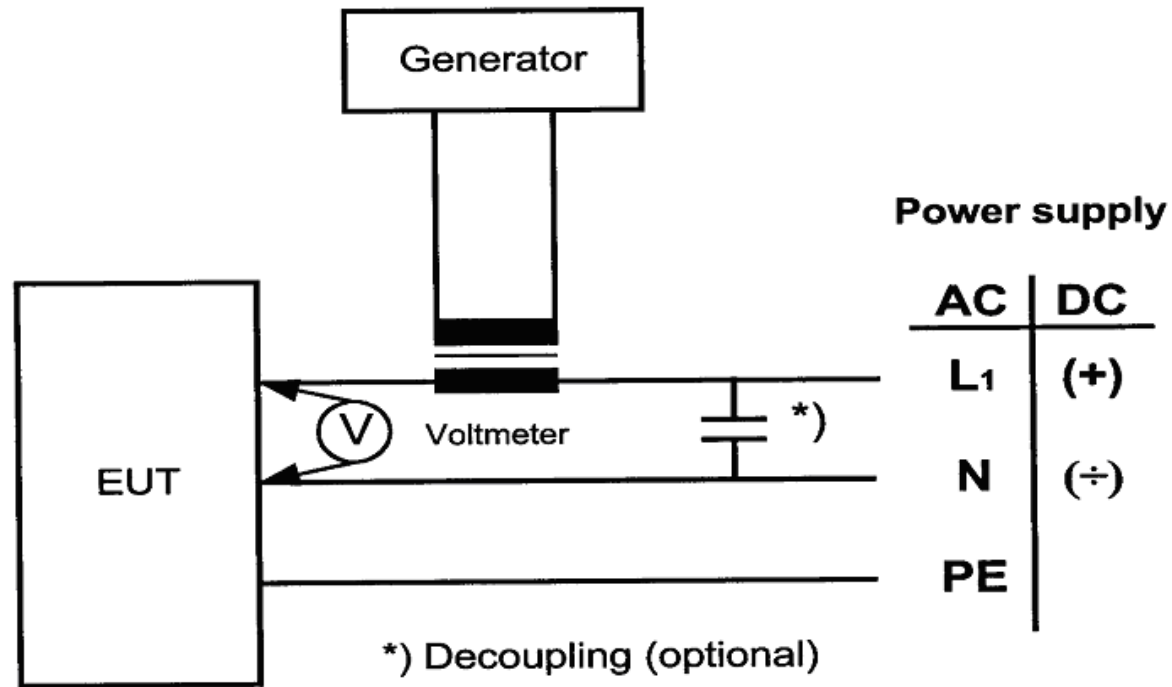 Generator
Power supply
AC DC
L1 (+)
V Voltmeter *)
EUT
N (÷)
PE
*) Decoupling (optional)